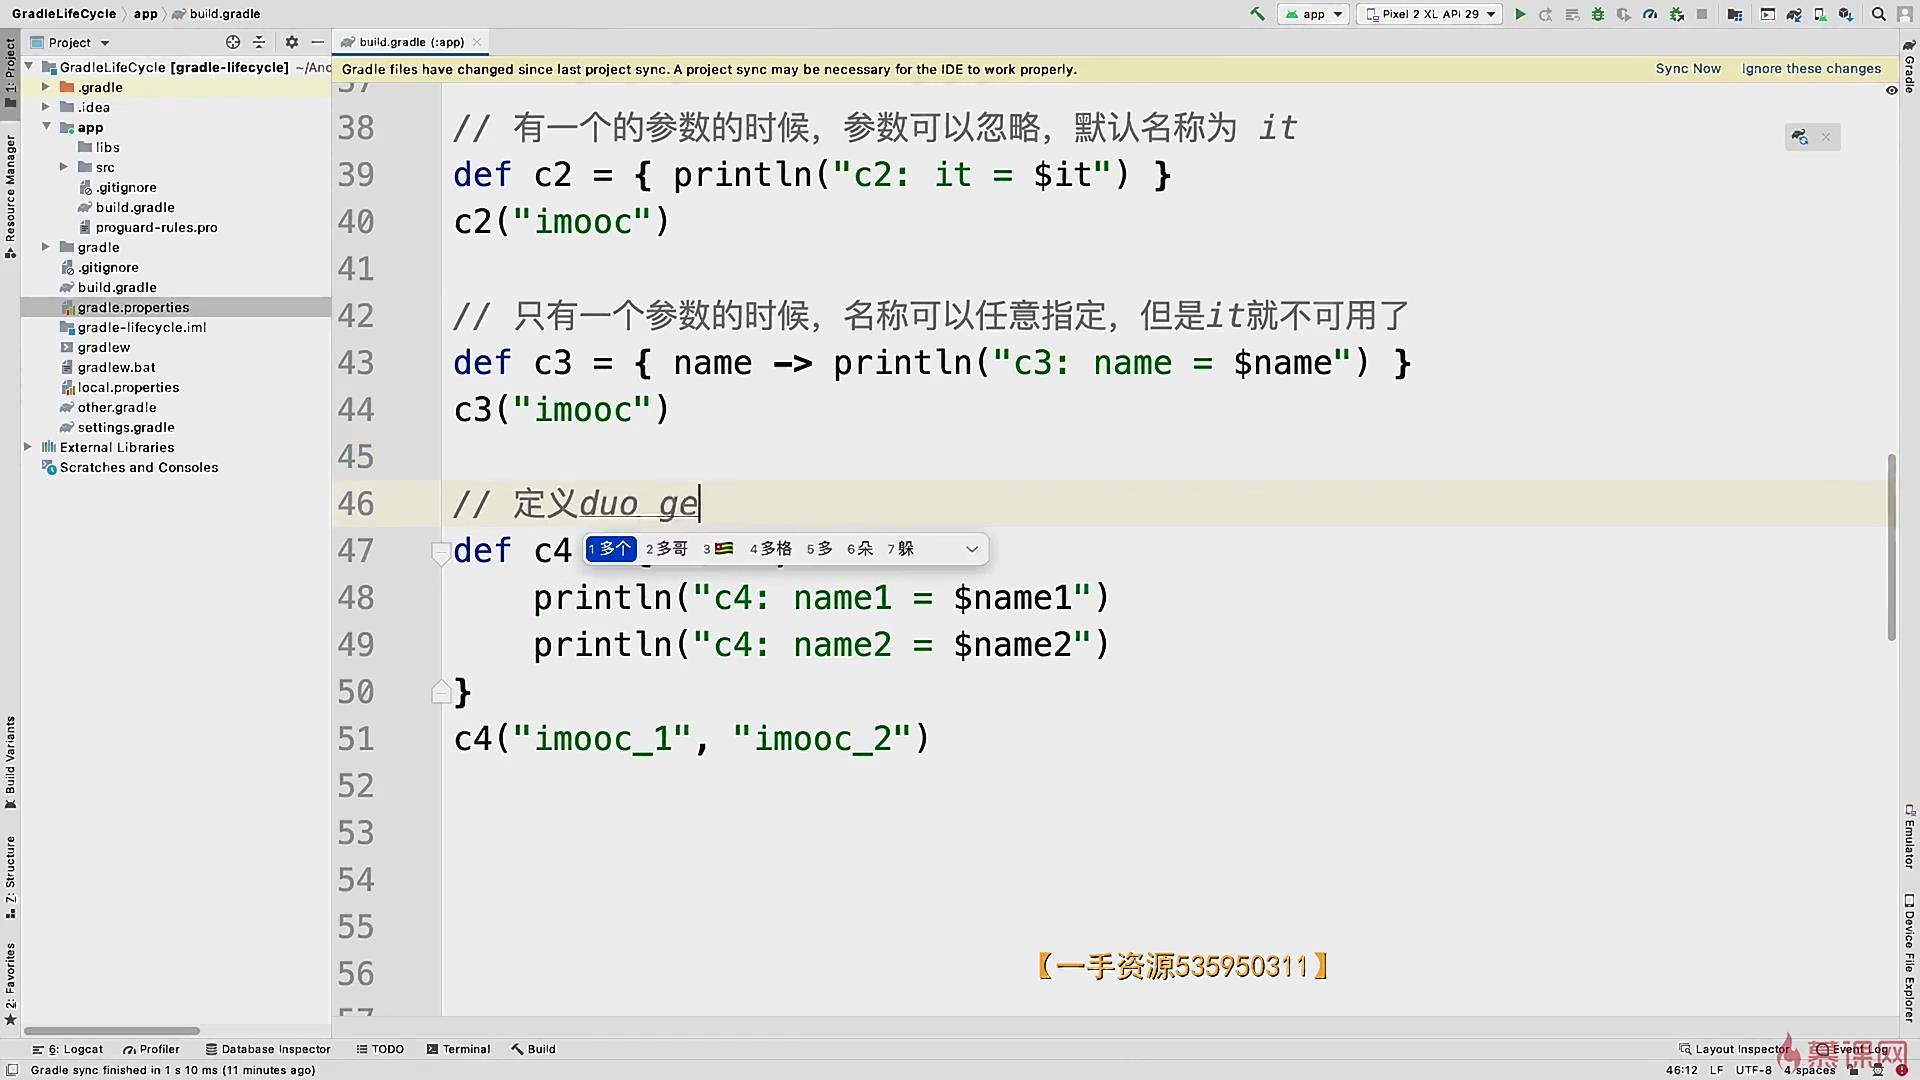 GradleLifeCycle app build.gradle
app Pixel 2 XL API 29
Project
build.gradle (:app)
Gradle files have changed since last project sync. A project sync may be necessary for the IDE to work properly.
Sync Now Ignore these changes
GradleLifeCycle [gradle-lifecycle] ~/Anc
.gradle
.idea
app
libs
src
.gitignore
build.gradle
proguard-rules.pro
gradle
.gitignore
build.gradle
gradle.properties
gradle-lifecycle.iml
gradlew
gradlew.bat
local.properties
other.gradle
settings.gradle
External Libraries
Scratches and Consoles
1: Project
Resource Manager
Build Variants
7: Structure
2: Favorites
38 // 有一个的参数的时候，参数可以忽略，默认名称为 it
39 def c2 = { println("c2: it = $it") }
40 c2("imooc")
41
42 // 只有一个参数的时候，名称可以任意指定，但是it就不可用了
43 def c3 = { name -> println("c3: name = $name") }
44 c3("imooc")
45
46 // 定义duo ge
47 def c4
1 多个 2 多哥 3 🇹🇬 4 多格 5 多 6 朵 7 躲
48 println("c4: name1 = $name1")
49 println("c4: name2 = $name2")
50 }
51 c4("imooc_1", "imooc_2")
52
53
54
55
56
【一手资源535950311】
Gradle
Emulator
Device File Explorer
6: Logcat Profiler Database Inspector TODO Terminal Build Layout Inspector Event Log
慕课网
Gradle sync finished in 1 s 10 ms (11 minutes ago) 46:12 LF UTF-8 4 spaces